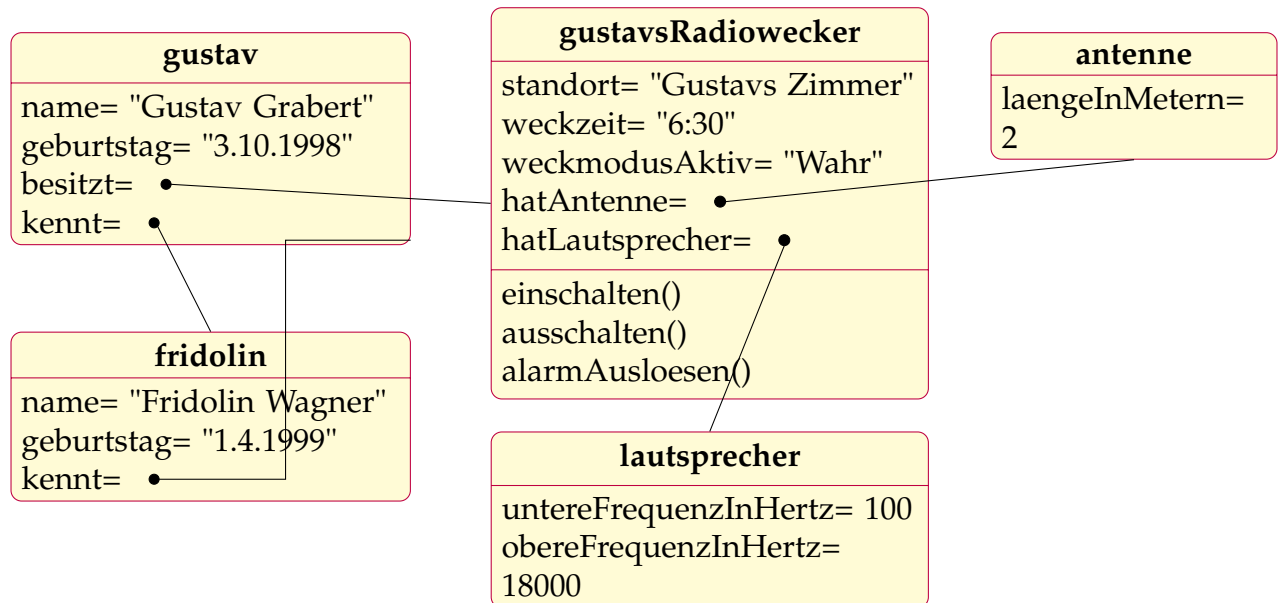 gustav
name= "Gustav Grabert"
geburtstag= "3.10.1998"
besitzt=
kennt=
fridolin
name= "Fridolin Wagner"
geburtstag= "1.4.1999"
kennt=
gustavsRadiowecker
standort= "Gustavs Zimmer"
weckzeit= "6:30"
weckmodusAktiv= "Wahr"
hatAntenne=
hatLautsprecher=
einschalten()
ausschalten()
alarmAusloesen()
lautsprecher
untereFrequenzInHertz= 100
obereFrequenzInHertz=
18000
antenne
laengeInMetern=
2